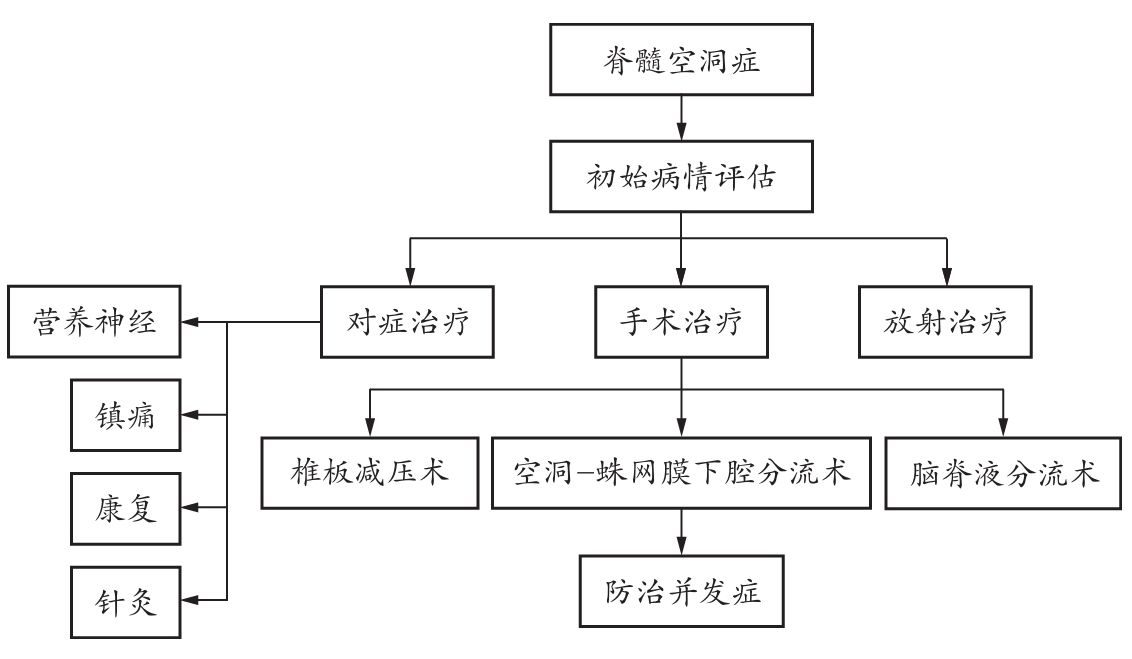 脊髓空洞症
初始病情评估
营养神经
对症治疗
手术治疗
放射治疗
镇痛
椎板减压术
空洞-蛛网膜下腔分流术
脑脊液分流术
康复
防治并发症
针灸